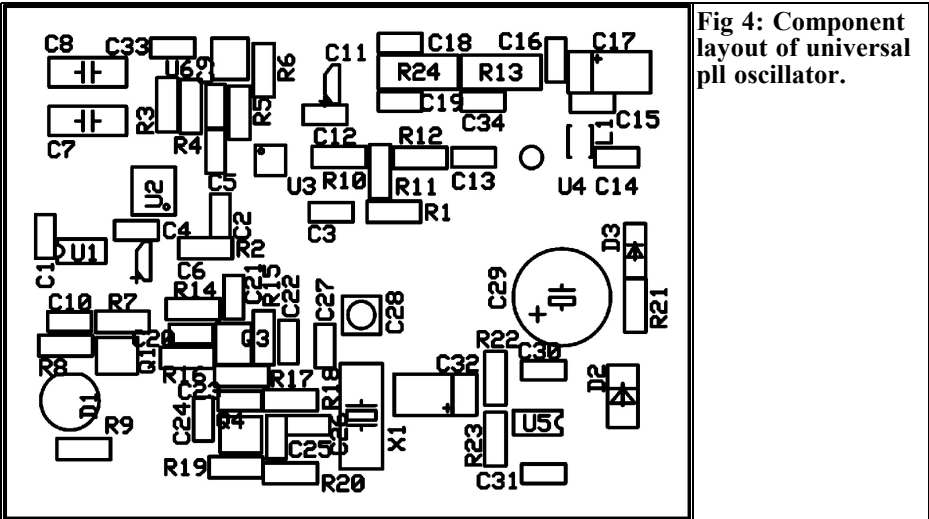 Fig 4: Component
layout of universal
pll oscillator.
C8
C33
U6
C9
R6
C11
C18
C16
C17
R24
R13
C7
R3
R4
R5
C12
C19
C34
C15
R12
L1
C5
U3
R10
R11
C13
U4
C14
U2
C4
C2
C3
R1
C1
U1
C6
R2
D3
C29
R21
C10
R7
R14
C21
R15
C22
C27
C28
R8
Q1
C20
Q3
R16
R17
R18
C32
R22
C30
D2
D1
R9
C24
Q4
C25
C26
X1
R23
U5
R19
R20
C31